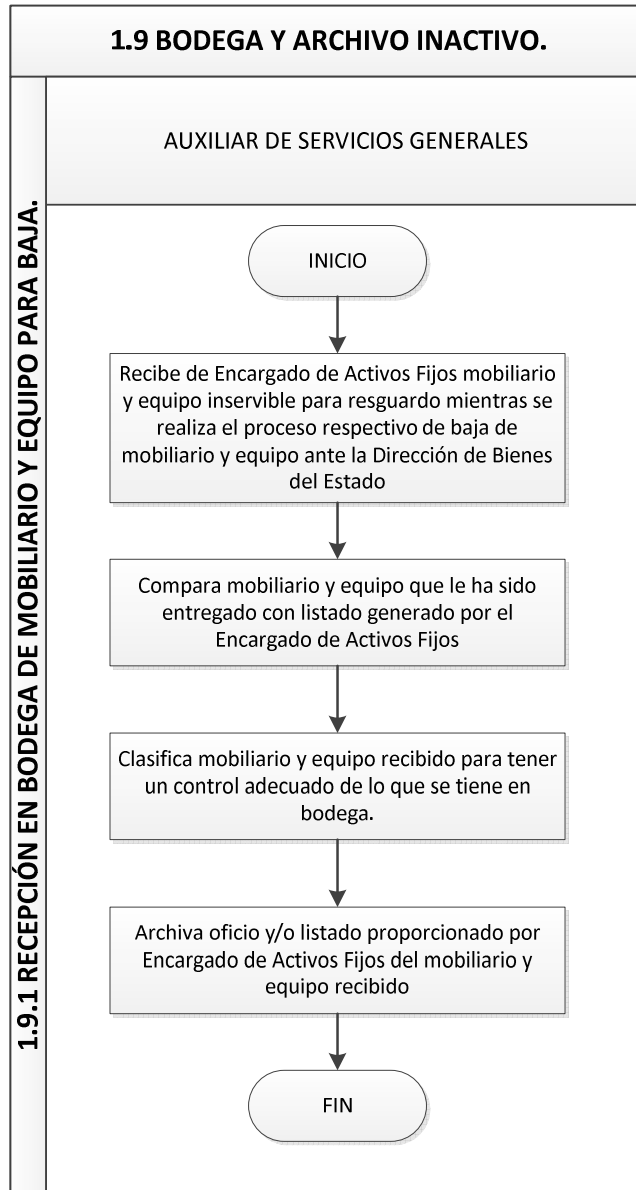 1.9 BODEGA Y ARCHIVO INACTIVO.
1.9.1 RECEPCIÓN EN BODEGA DE MOBILIARIO Y EQUIPO PARA BAJA.
AUXILIAR DE SERVICIOS GENERALES
INICIO
Recibe de Encargado de Activos Fijos mobiliario
y equipo inservible para resguardo mientras se
realiza el proceso respectivo de baja de
mobiliario y equipo ante la Dirección de Bienes
del Estado
Compara mobiliario y equipo que le ha sido
entregado con listado generado por el
Encargado de Activos Fijos
Clasifica mobiliario y equipo recibido para tener
un control adecuado de lo que se tiene en
bodega.
Archiva oficio y/o listado proporcionado por
Encargado de Activos Fijos del mobiliario y
equipo recibido
FIN